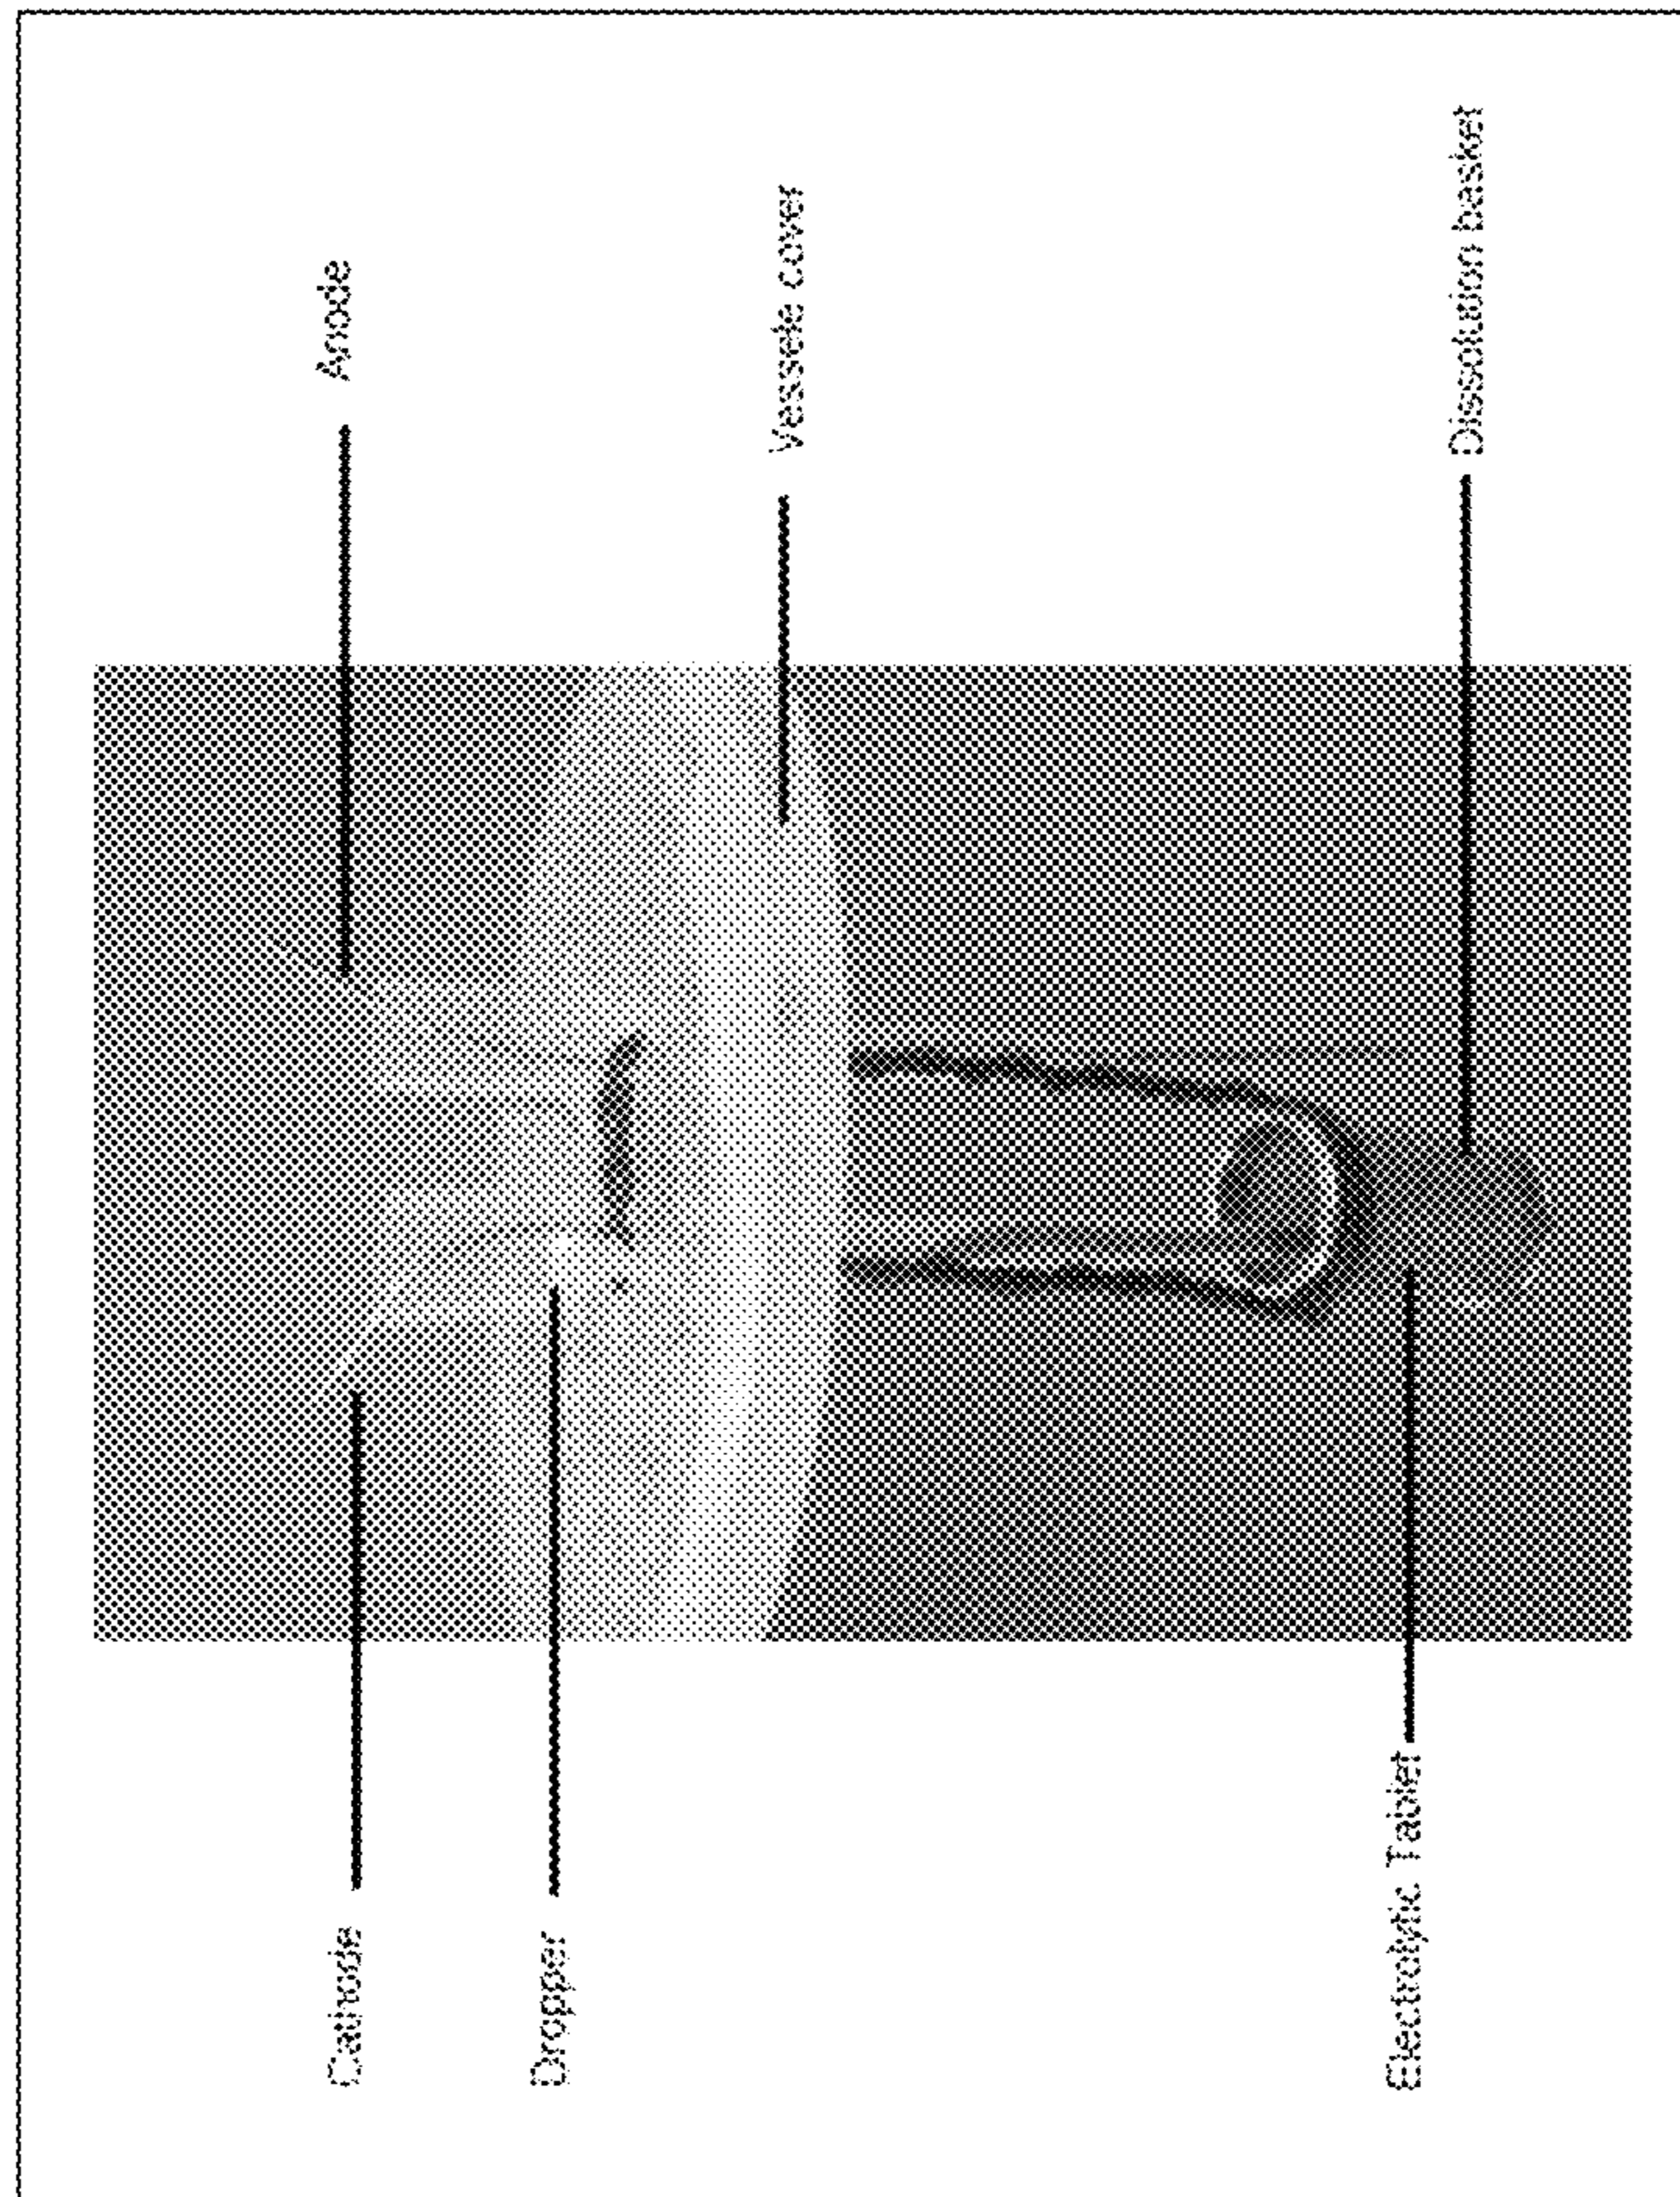 Anode
Vessele cover
Dissolution basket
Cathode
Dropper
Electrolytic Tablet